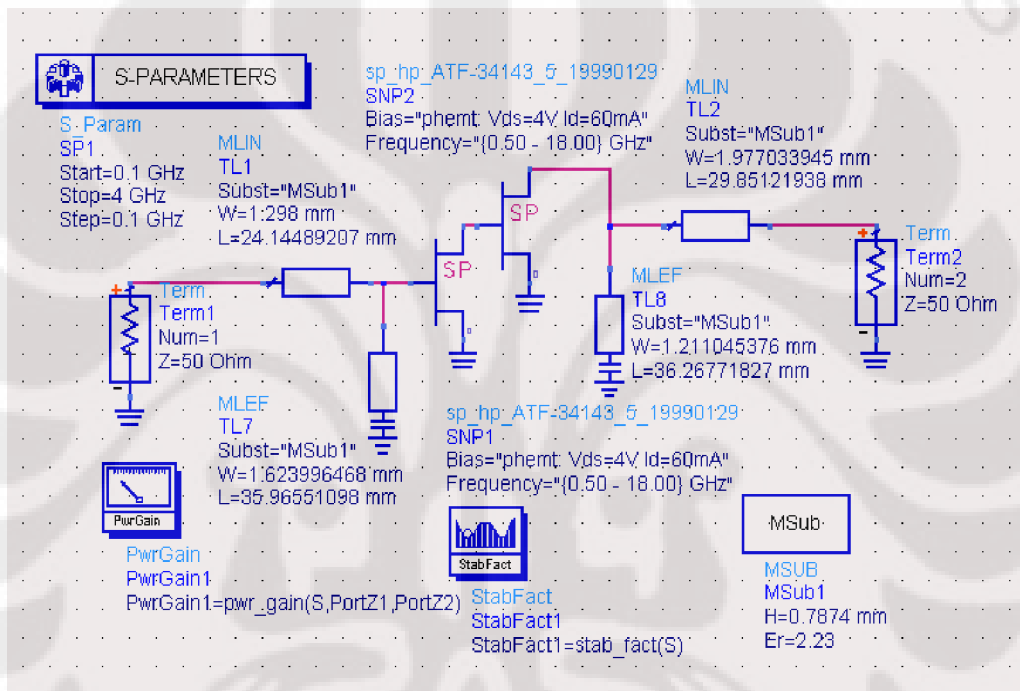 S-PARAMETERS
S_Param
SP1
Start=0.1 GHz
Stop=4 GHz
Step=0.1 GHz
MLIN
TL1
Subst="MSub1"
W=1.298 mm
L=24.14489207 mm
sp_hp_ATF-34143_5_19990129
SNP2
Bias="phemt: Vds=4V Id=60mA"
Frequency="{0.50 - 18.00} GHz"
MLIN
TL2
Subst="MSub1"
W=1.977033945 mm
L=29.85121938 mm
SP
SP
+
Term
Term1
Num=1
Z=50 Ohm
-
+
Term
Term2
Num=2
Z=50 Ohm
-
MLEF
TL8
Subst="MSub1"
W=1.211045376 mm
L=36.26771827 mm
MLEF
TL7
Subst="MSub1"
W=1.623996468 mm
L=35.96551098 mm
sp_hp_ATF-34143_5_19990129
SNP1
Bias="phemt: Vds=4V Id=60mA"
Frequency="{0.50 - 18.00} GHz"
PwrGain
PwrGain
PwrGain1
PwrGain1=pwr_gain(S,PortZ1,PortZ2)
StabFact
StabFact
StabFact1
StabFact1=stab_fact(S)
MSub
MSUB
MSub1
H=0.7874 mm
Er=2.23